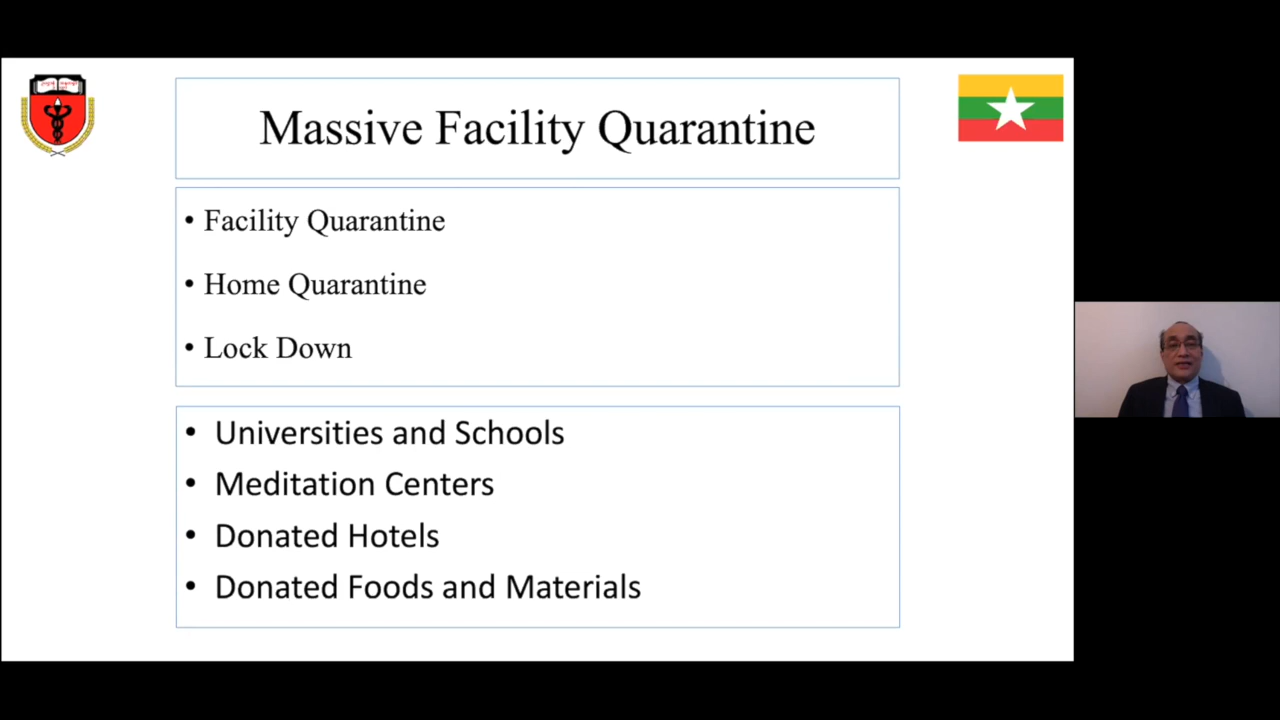 Massive Facility Quarantine
• Facility Quarantine
• Home Quarantine
• Lock Down
• Universities and Schools
• Meditation Centers
• Donated Hotels
• Donated Foods and Materials